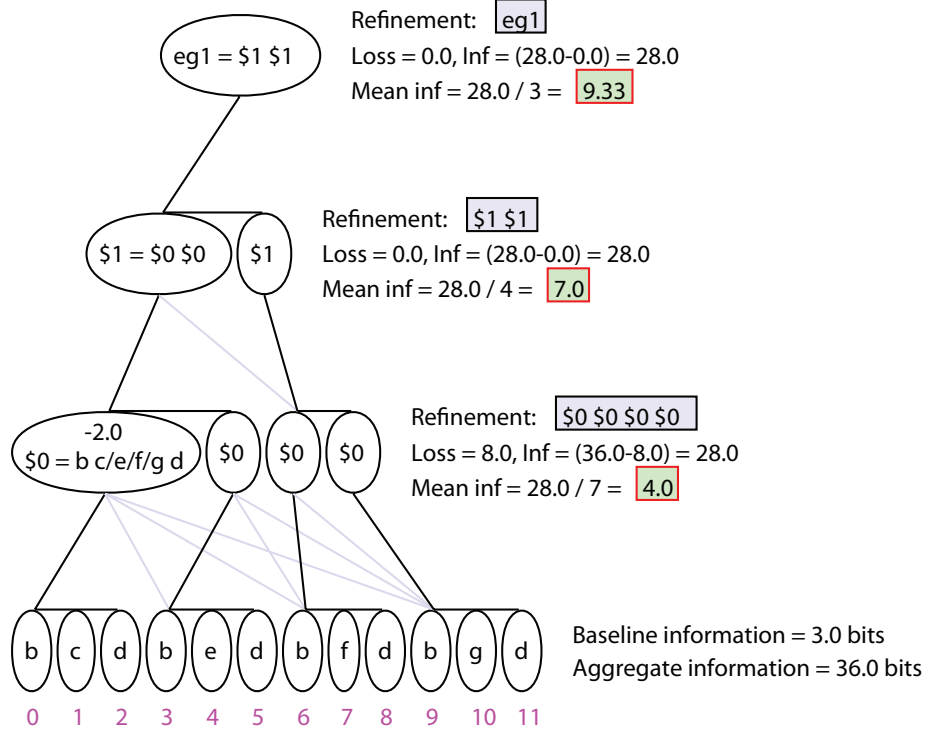 eg1 = $1 $1
Refinement: eg1
Loss = 0.0, Inf = (28.0-0.0) = 28.0
Mean inf = 28.0 / 3 = 9.33
$1 = $0 $0
$1
Refinement: $1 $1
Loss = 0.0, Inf = (28.0-0.0) = 28.0
Mean inf = 28.0 / 4 = 7.0
-2.0
$0 = b c/e/f/g d
$0
$0
$0
Refinement: $0 $0 $0 $0
Loss = 8.0, Inf = (36.0-8.0) = 28.0
Mean inf = 28.0 / 7 = 4.0
b c d b e d b f d b g d
Baseline information = 3.0 bits
Aggregate information = 36.0 bits
0 1 2 3 4 5 6 7 8 9 10 11